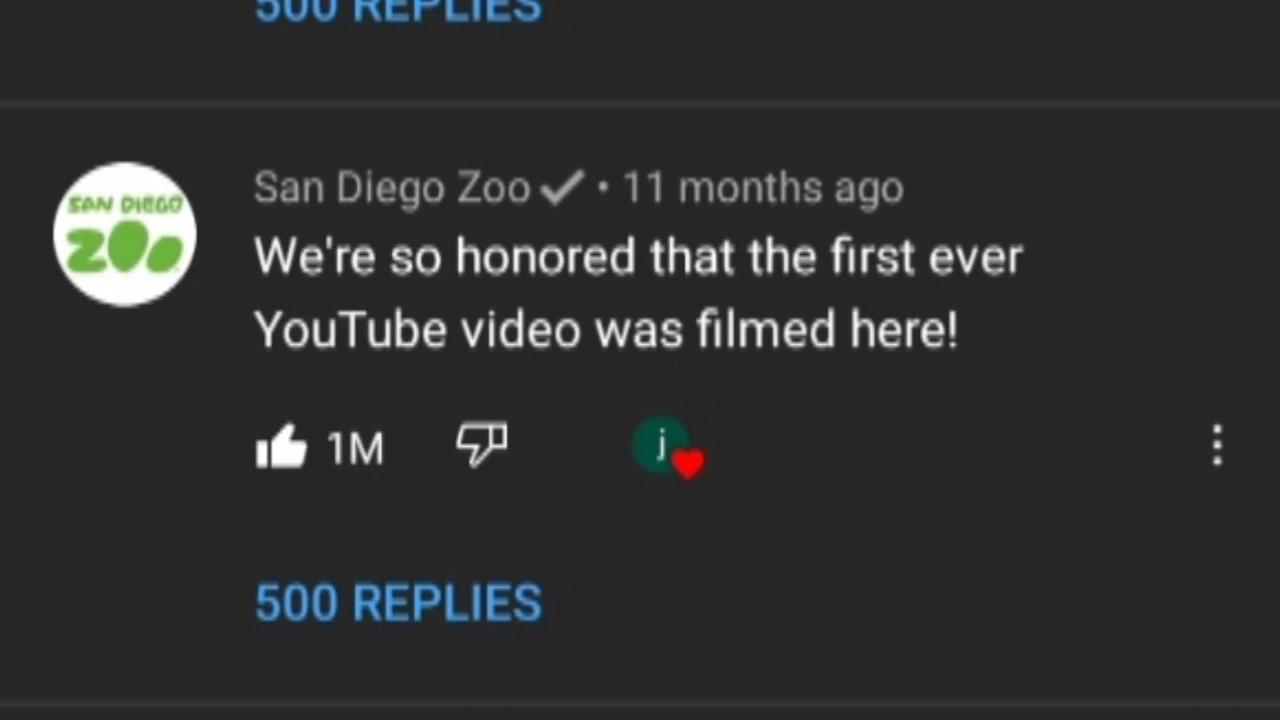 500 REPLIES
SAN DIEGO
ZOO
San Diego Zoo • 11 months ago
We're so honored that the first ever
YouTube video was filmed here!
1M
j
500 REPLIES